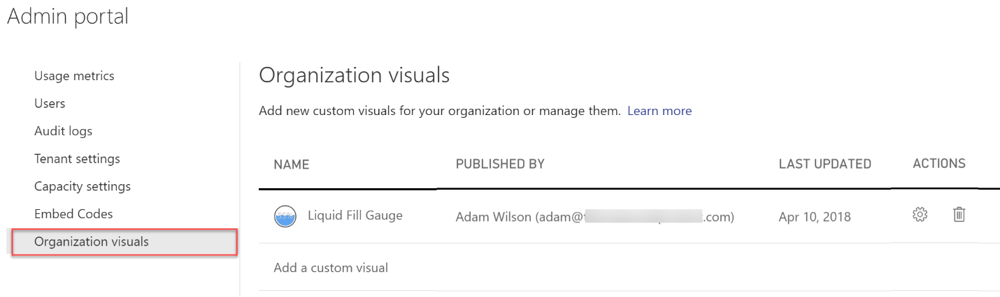 Admin portal
Usage metrics
Users
Audit logs
Tenant settings
Capacity settings
Embed Codes
Organization visuals
Organization visuals
Add new custom visuals for your organization or manage them. Learn more
NAME PUBLISHED BY LAST UPDATED ACTIONS
55% Liquid Fill Gauge Adam Wilson (adam@ .com) Apr 10, 2018
Add a custom visual